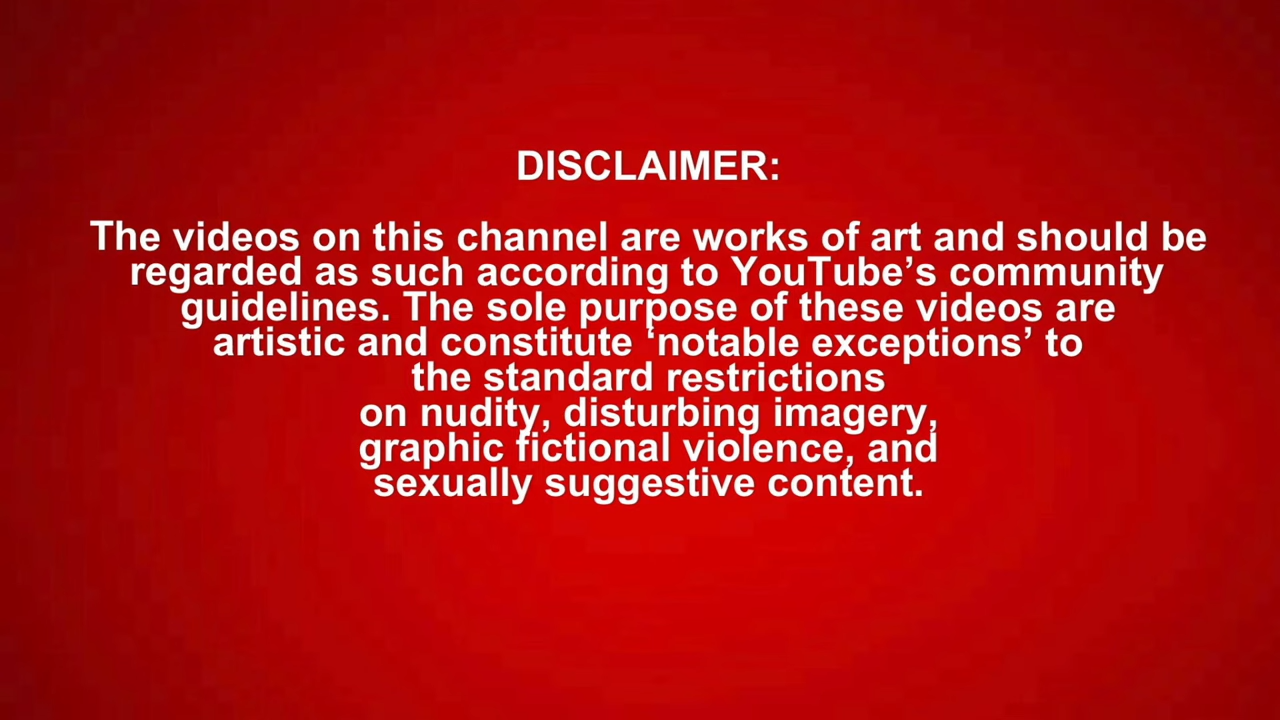 DISCLAIMER:
The videos on this channel are works of art and should be
regarded as such according to YouTube’s community
guidelines. The sole purpose of these videos are
artistic and constitute ‘notable exceptions’ to
the standard restrictions
on nudity, disturbing imagery,
graphic fictional violence, and
sexually suggestive content.